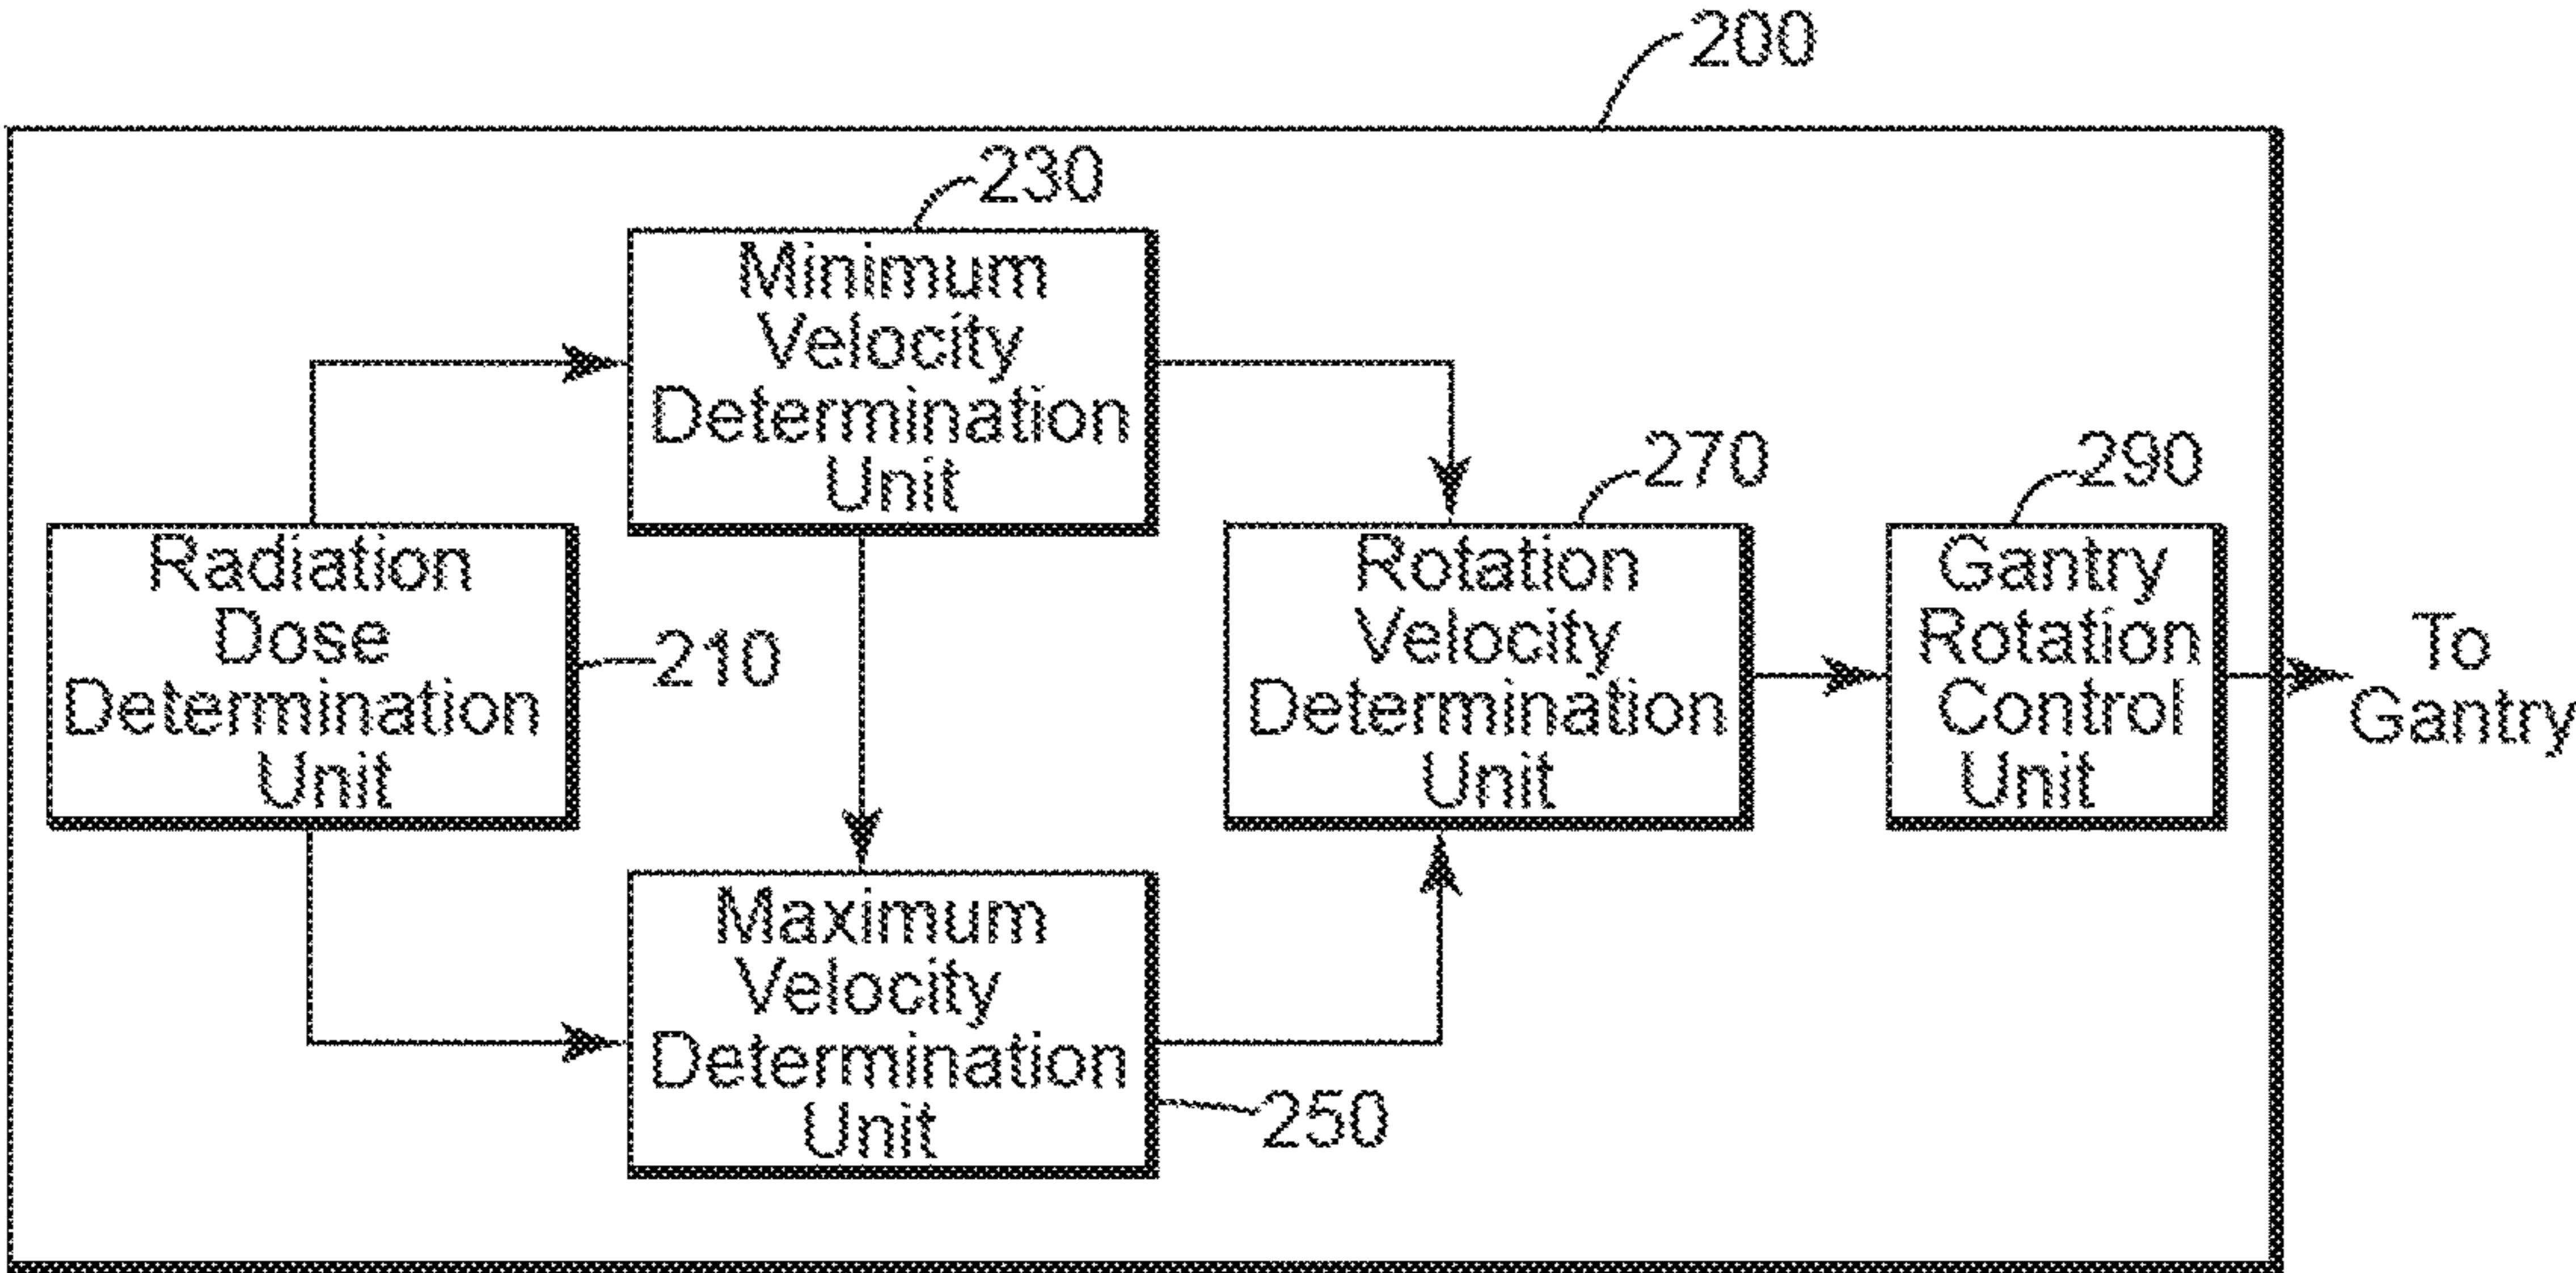 200
230
Minimum
Velocity
Determination
Unit
270
290
Radiation
Dose
Determination
Unit
210
Rotation
Velocity
Determination
Unit
Gantry
Rotation
Control
Unit
To
Gantry
Maximum
Velocity
Determination
Unit
250